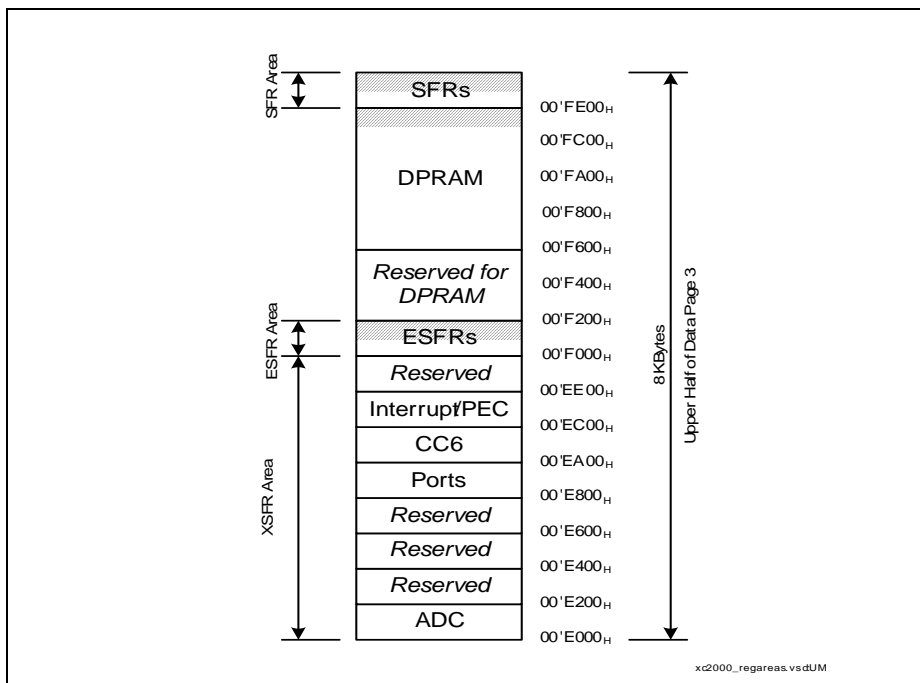 SFR Area
SFRs
00'FE00H
00'FC00H
DPRAM
00'FA00H
00'F800H
00'F600H
Reserved for
DPRAM
00'F400H
00'F200H
ESFR Area
ESFRs
00'F000H
Reserved
00'EE00H
Interrupt/PEC
00'EC00H
CC6
00'EA00H
Ports
00'E800H
XSFR Area
Reserved
00'E600H
Reserved
00'E400H
Reserved
00'E200H
ADC
00'E000H
8 KBytes
Upper Half of Data Page 3
xc2000_regareas.vsdUM